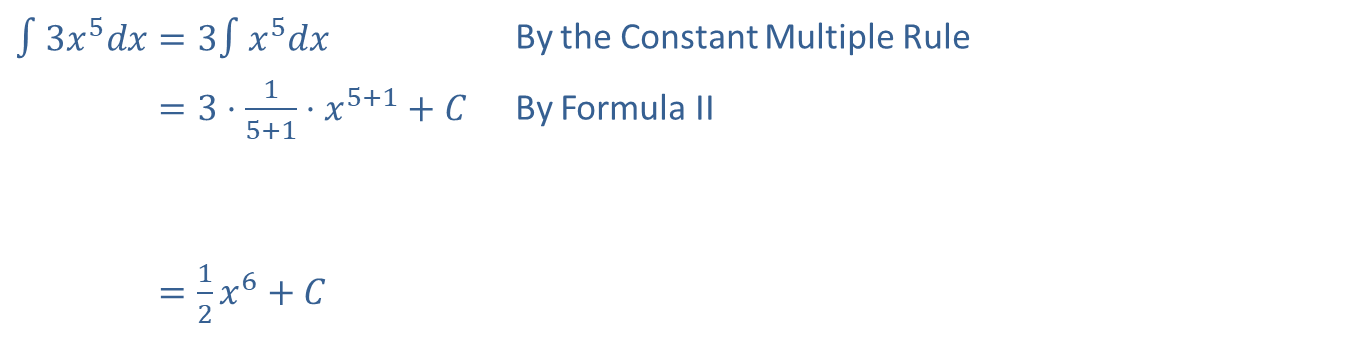 ∫ 3x⁵dx = 3∫ x⁵dx By the Constant Multiple Rule
= 3 · 1/(5+1) · x⁵⁺¹ + C By Formula II
= 1/2 x⁶ + C